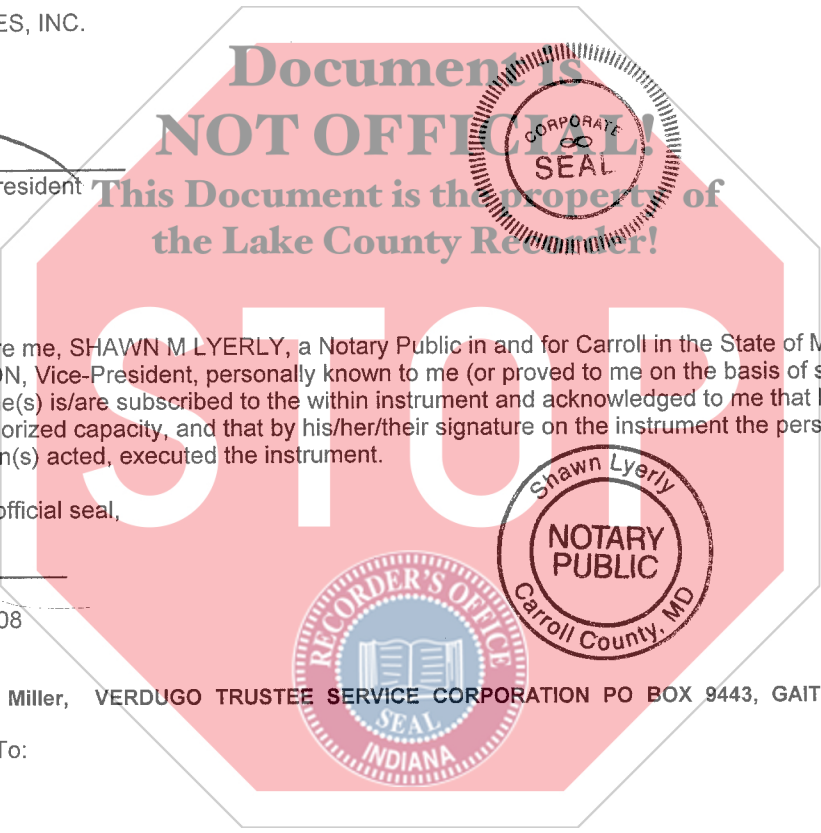 ES, INC.
Document is
NOT OFFICIAL!
CORPORATE
SEAL
resident
This Document is the property of
the Lake County Recorder!
STOP
re me, SHAWN M LYERLY, a Notary Public in and for Carroll in the State of M
ON, Vice-President, personally known to me (or proved to me on the basis of s
e(s) is/are subscribed to the within instrument and acknowledged to me that
orized capacity, and that by his/her/their signature on the instrument the pers
n(s) acted, executed the instrument.
Shawn Lyerly
NOTARY
PUBLIC
Carroll County, MD
official seal,
08
RECORDER'S OFFICE
SEAL
INDIANA
Miller, VERDUGO TRUSTEE SERVICE CORPORATION PO BOX 9443, GAIT
To: